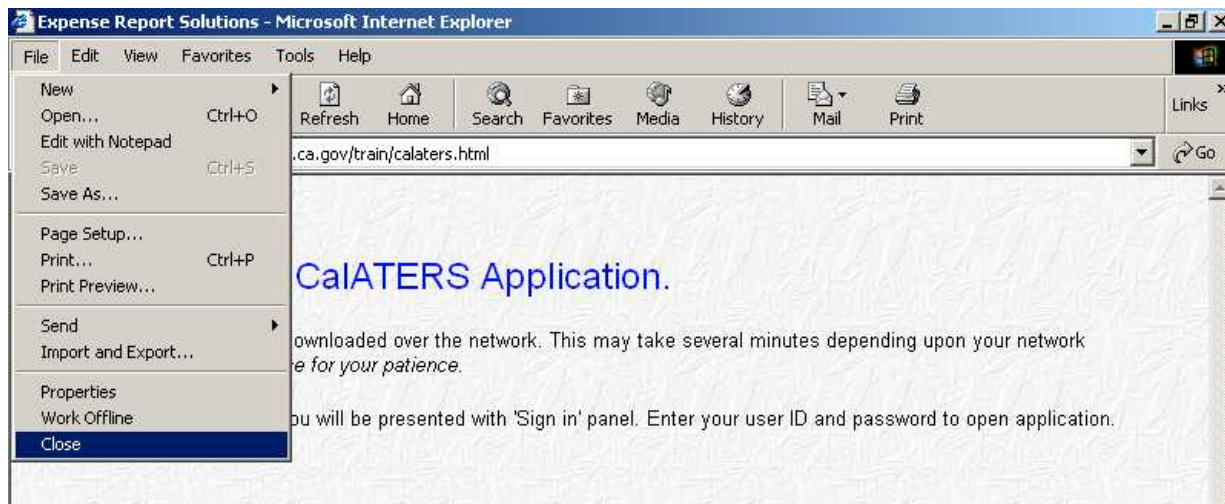 Expense Report Solutions - Microsoft Internet Explorer
File Edit View Favorites Tools Help
New
Open... Ctrl+O
Edit with Notepad
Save Ctrl+S
Save As...
Page Setup...
Print... Ctrl+P
Print Preview...
Send
Import and Export...
Properties
Work Offline
Close
Refresh Home Search Favorites Media History Mail Print
Links »
.ca.gov/train/calaters.html Go
CalATERS Application.
ownloaded over the network. This may take several minutes depending upon your network
e for your patience.
ou will be presented with 'Sign in' panel. Enter your user ID and password to open application.